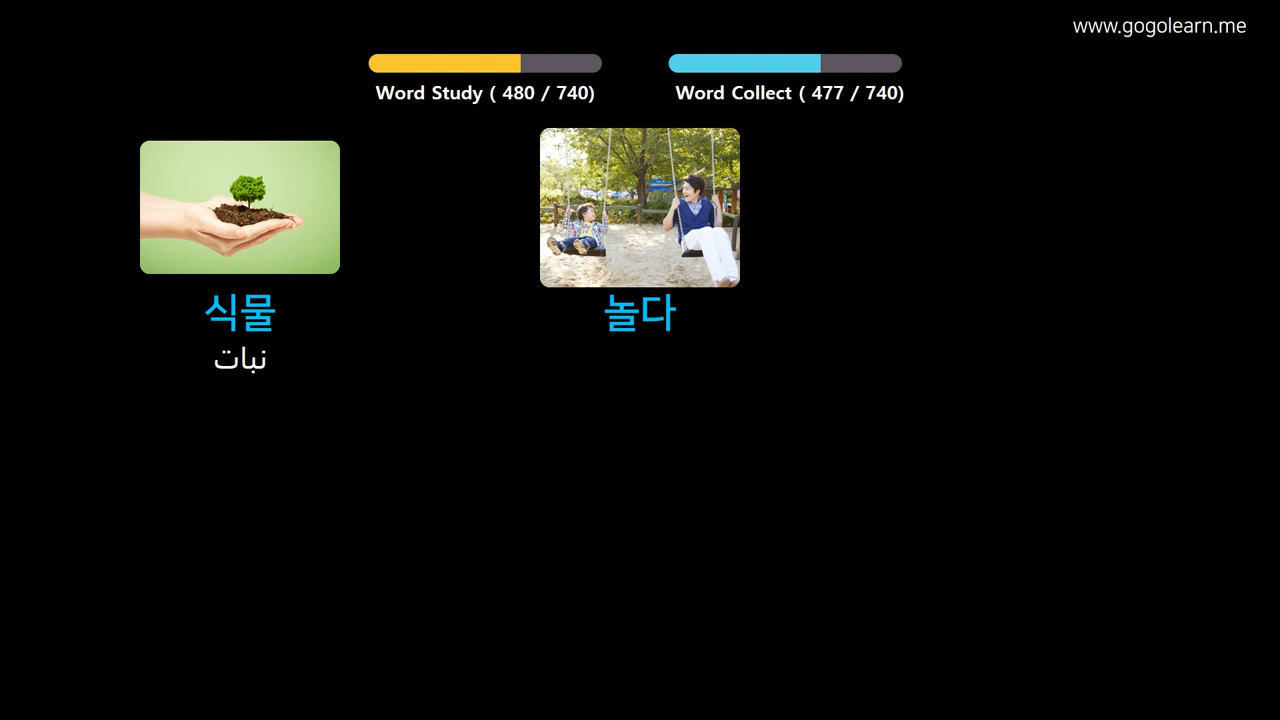 www.gogolearn.me
Word Study ( 480 / 740)
Word Collect ( 477 / 740)
식물
نبات
놀다